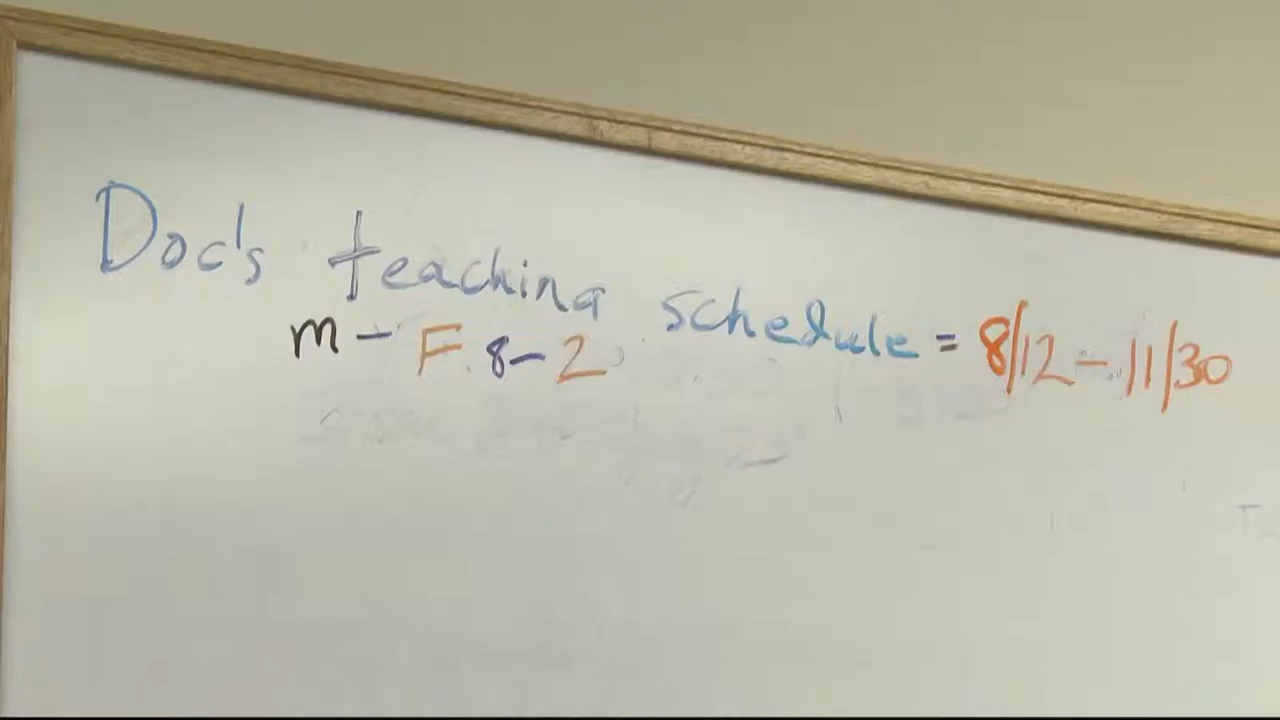 Doc's teaching schedule = 8/12 - 11/30
m - F 8-2